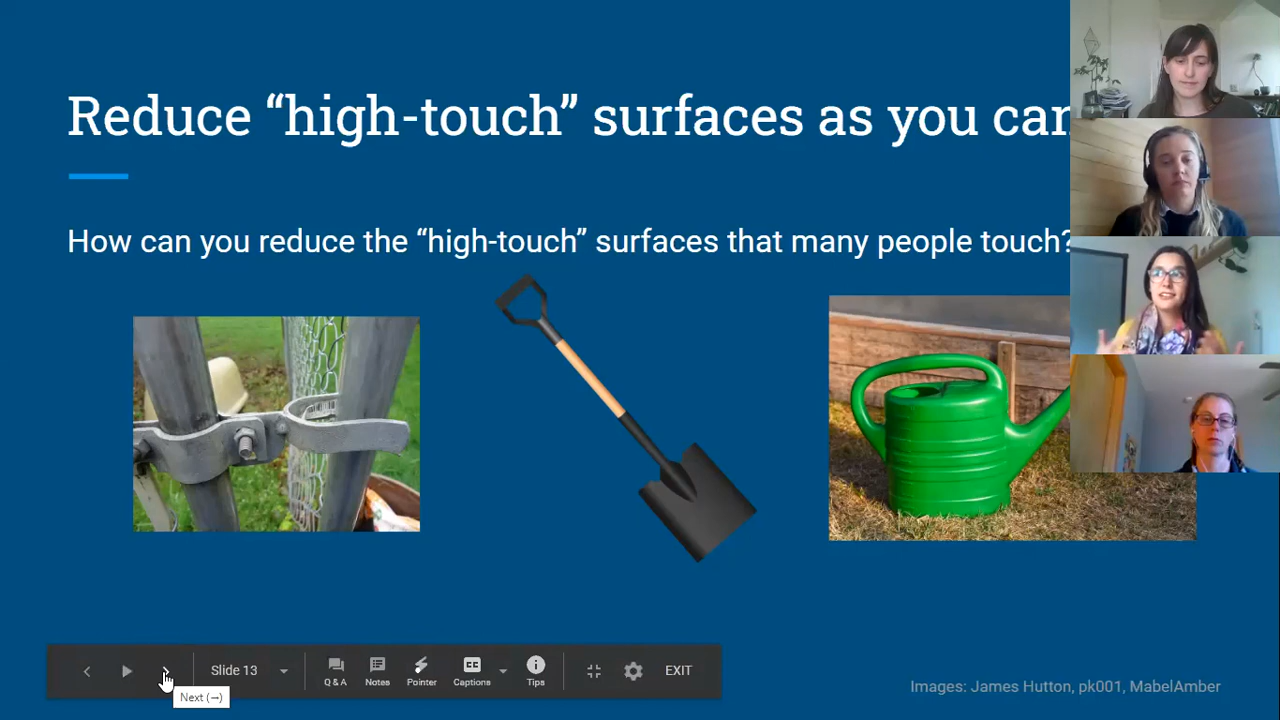 Reduce “high-touch” surfaces as you can
How can you reduce the “high-touch” surfaces that many people touch?
Slide 13
Q & A
Notes
Pointer
CC
Captions
Tips
EXIT
Next (→)
Images: James Hutton, pk001, MabelAmber